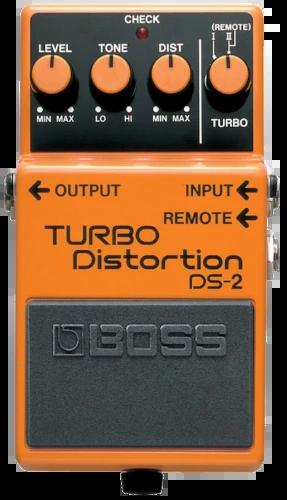 CHECK
(REMOTE)
I II
LEVEL TONE DIST
MIN MAX LO HI MIN MAX TURBO
← OUTPUT INPUT ←
REMOTE ←
TURBO
Distortion
DS-2
BOSS